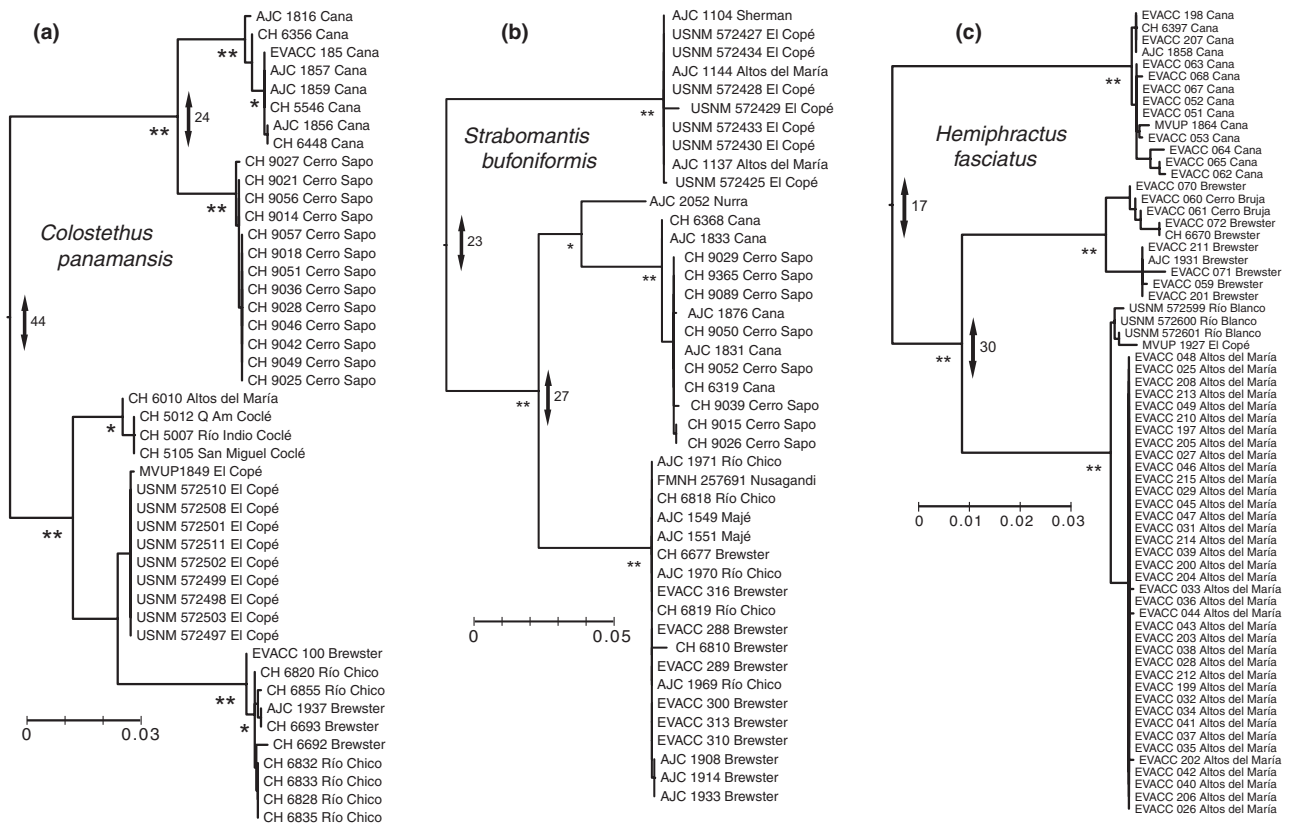 (a)
AJC 1816 Cana
CH 6356 Cana
EVACC 185 Cana
AJC 1857 Cana
AJC 1859 Cana
CH 5546 Cana
AJC 1856 Cana
CH 6448 Cana
**
*
24
**
CH 9027 Cerro Sapo
CH 9021 Cerro Sapo
CH 9056 Cerro Sapo
CH 9014 Cerro Sapo
CH 9057 Cerro Sapo
CH 9018 Cerro Sapo
CH 9051 Cerro Sapo
CH 9036 Cerro Sapo
CH 9028 Cerro Sapo
CH 9046 Cerro Sapo
CH 9042 Cerro Sapo
CH 9049 Cerro Sapo
CH 9025 Cerro Sapo
**
Colostethus
panamansis
44
CH 6010 Altos del María
CH 5012 Q Am Coclé
CH 5007 Río Indio Coclé
CH 5105 San Miguel Coclé
*
MVUP1849 El Copé
USNM 572510 El Copé
USNM 572508 El Copé
USNM 572501 El Copé
USNM 572511 El Copé
USNM 572502 El Copé
USNM 572499 El Copé
USNM 572498 El Copé
USNM 572503 El Copé
USNM 572497 El Copé
**
EVACC 100 Brewster
CH 6820 Río Chico
CH 6855 Río Chico
AJC 1937 Brewster
CH 6693 Brewster
CH 6692 Brewster
CH 6832 Río Chico
CH 6833 Río Chico
CH 6828 Río Chico
CH 6835 Río Chico
**
*
0 0.03
(b)
AJC 1104 Sherman
USNM 572427 El Copé
USNM 572434 El Copé
AJC 1144 Altos del María
USNM 572428 El Copé
USNM 572429 El Copé
USNM 572433 El Copé
USNM 572430 El Copé
AJC 1137 Altos del María
USNM 572425 El Copé
**
Strabomantis
bufoniformis
AJC 2052 Nurra
CH 6368 Cana
AJC 1833 Cana
CH 9029 Cerro Sapo
CH 9365 Cerro Sapo
CH 9089 Cerro Sapo
AJC 1876 Cana
CH 9050 Cerro Sapo
AJC 1831 Cana
CH 9052 Cerro Sapo
CH 6319 Cana
CH 9039 Cerro Sapo
CH 9015 Cerro Sapo
CH 9026 Cerro Sapo
23
*
**
27
**
AJC 1971 Río Chico
FMNH 257691 Nusagandi
CH 6818 Río Chico
AJC 1549 Majé
AJC 1551 Majé
CH 6677 Brewster
AJC 1970 Río Chico
EVACC 316 Brewster
CH 6819 Río Chico
EVACC 288 Brewster
CH 6810 Brewster
EVACC 289 Brewster
AJC 1969 Río Chico
EVACC 300 Brewster
EVACC 313 Brewster
EVACC 310 Brewster
AJC 1908 Brewster
AJC 1914 Brewster
AJC 1933 Brewster
**
0 0.05
(c)
EVACC 198 Cana
CH 6397 Cana
EVACC 207 Cana
AJC 1858 Cana
EVACC 063 Cana
EVACC 068 Cana
EVACC 067 Cana
EVACC 052 Cana
EVACC 051 Cana
MVUP 1864 Cana
EVACC 053 Cana
EVACC 064 Cana
EVACC 065 Cana
EVACC 062 Cana
**
Hemiphractus
fasciatus
17
EVACC 070 Brewster
EVACC 060 Cerro Bruja
EVACC 061 Cerro Bruja
EVACC 072 Brewster
CH 6670 Brewster
EVACC 211 Brewster
AJC 1931 Brewster
EVACC 071 Brewster
EVACC 059 Brewster
EVACC 201 Brewster
**
30
**
USNM 572599 Río Blanco
USNM 572600 Río Blanco
USNM 572601 Río Blanco
MVUP 1927 El Copé
EVACC 048 Altos del María
EVACC 025 Altos del María
EVACC 208 Altos del María
EVACC 213 Altos del María
EVACC 049 Altos del María
EVACC 210 Altos del María
EVACC 197 Altos del María
EVACC 205 Altos del María
EVACC 027 Altos del María
EVACC 046 Altos del María
EVACC 215 Altos del María
EVACC 029 Altos del María
EVACC 045 Altos del María
EVACC 047 Altos del María
EVACC 031 Altos del María
EVACC 214 Altos del María
EVACC 039 Altos del María
EVACC 200 Altos del María
EVACC 204 Altos del María
EVACC 033 Altos del María
EVACC 036 Altos del María
EVACC 044 Altos del María
EVACC 043 Altos del María
EVACC 203 Altos del María
EVACC 038 Altos del María
EVACC 028 Altos del María
EVACC 212 Altos del María
EVACC 199 Altos del María
EVACC 032 Altos del María
EVACC 034 Altos del María
EVACC 041 Altos del María
EVACC 037 Altos del María
EVACC 035 Altos del María
EVACC 202 Altos del María
EVACC 042 Altos del María
EVACC 040 Altos del María
EVACC 206 Altos del María
EVACC 026 Altos del María
**
0 0.01 0.02 0.03